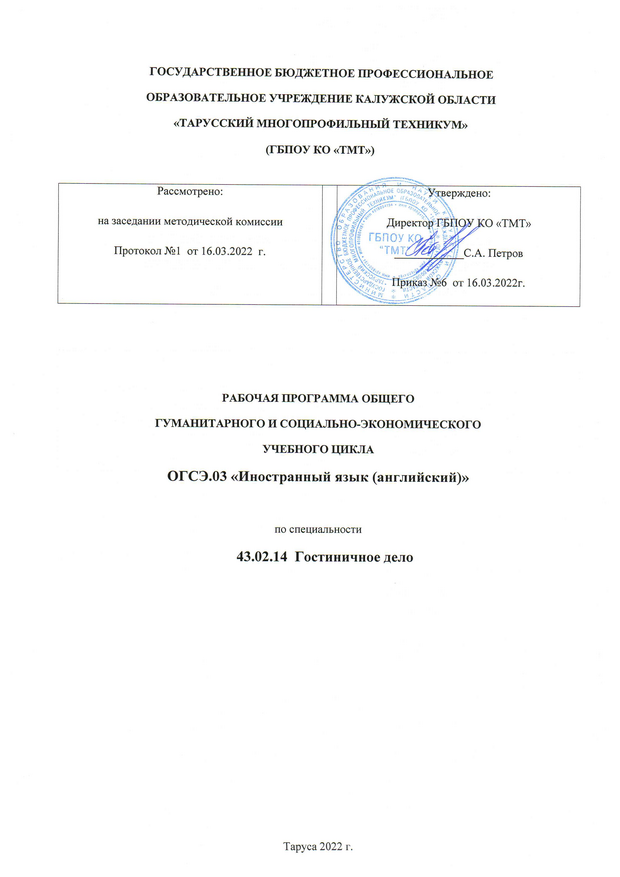 ГОСУДАРСТВЕННОЕ БЮДЖЕТНОЕ ПРОФЕССИОНАЛЬНОЕ
ОБРАЗОВАТЕЛЬНОЕ УЧРЕЖДЕНИЕ КАЛУЖСКОЙ ОБЛАСТИ
«ТАРУССКИЙ МНОГОПРОФИЛЬНЫЙ ТЕХНИКУМ»
(ГБПОУ КО «ТМТ»)
Рассмотрено:
на заседании методической комиссии
Протокол №1 от 16.03.2022 г.
Утверждено:
Директор ГБПОУ КО «ТМТ»
С.А. Петров
Приказ №6 от 16.03.2022г.
ГБПОУ КО
"ТМТ"
РАБОЧАЯ ПРОГРАММА ОБЩЕГО
ГУМАНИТАРНОГО И СОЦИАЛЬНО-ЭКОНОМИЧЕСКОГО
УЧЕБНОГО ЦИКЛА
ОГСЭ.03 «Иностранный язык (английский)»
по специальности
43.02.14 Гостиничное дело
Таруса 2022 г.